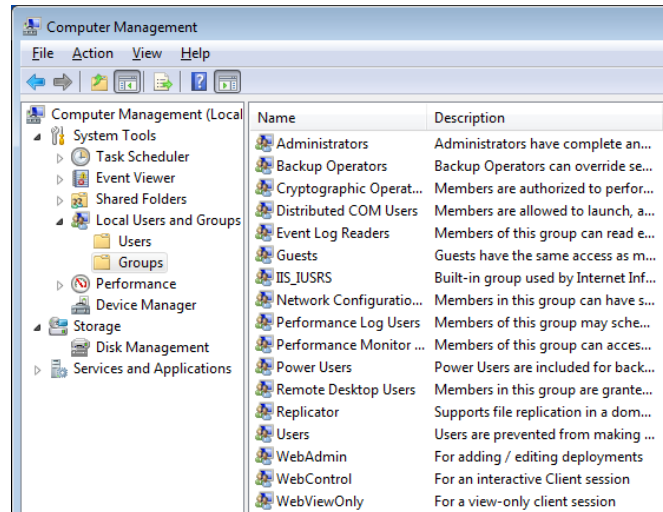 Computer Management
File Action View Help
Computer Management (Local
System Tools
Task Scheduler
Event Viewer
Shared Folders
Local Users and Groups
Users
Groups
Performance
Device Manager
Storage
Disk Management
Services and Applications
Name Description
Administrators Administrators have complete an...
Backup Operators Backup Operators can override se...
Cryptographic Operat... Members are authorized to perfor...
Distributed COM Users Members are allowed to launch, a...
Event Log Readers Members of this group can read e...
Guests Guests have the same access as m...
IIS_IUSRS Built-in group used by Internet Inf...
Network Configuratio... Members in this group can have s...
Performance Log Users Members of this group may sche...
Performance Monitor ... Members of this group can acces...
Power Users Power Users are included for back...
Remote Desktop Users Members in this group are grante...
Replicator Supports file replication in a dom...
Users Users are prevented from making ...
WebAdmin For adding / editing deployments
WebControl For an interactive Client session
WebViewOnly For a view-only client session